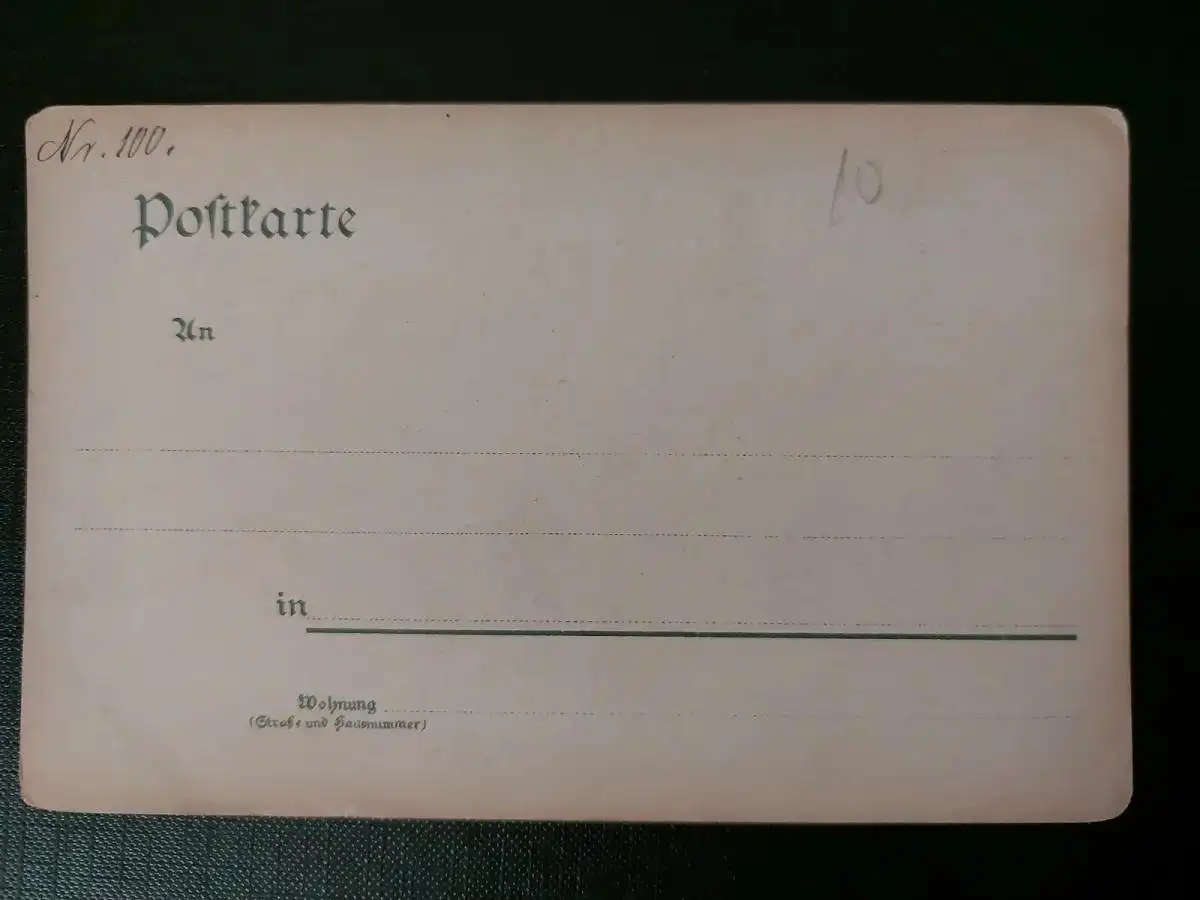 Nr. 100.
10
Poſtkarte
An
in
Wohnung
(Straße und Hausnummer)